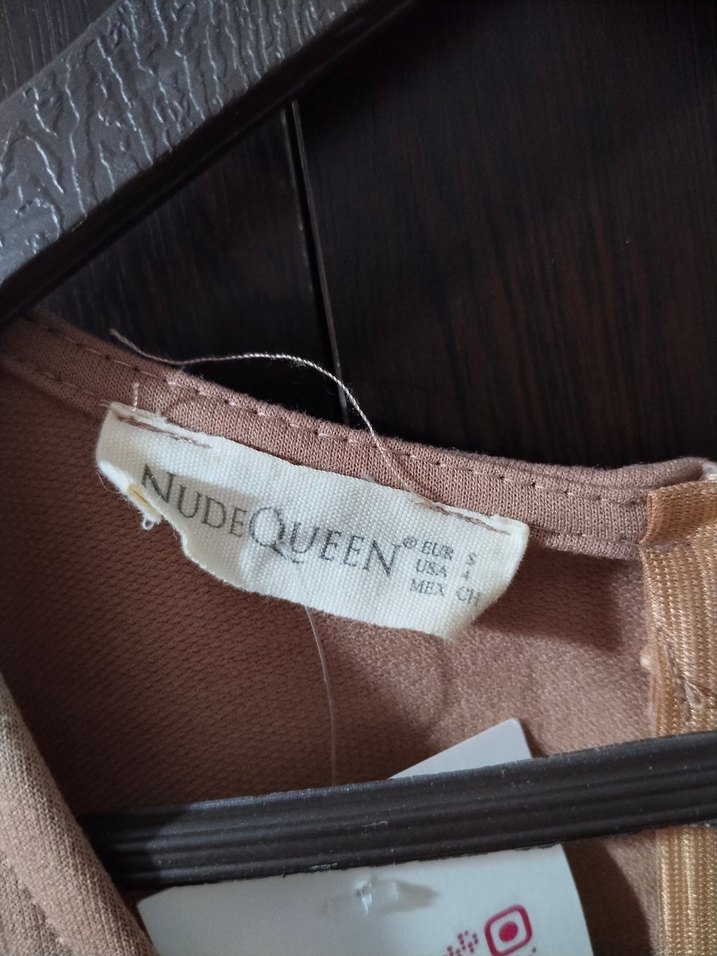 NUDEQUEEN®
EUR S
USA 4
MEX CH